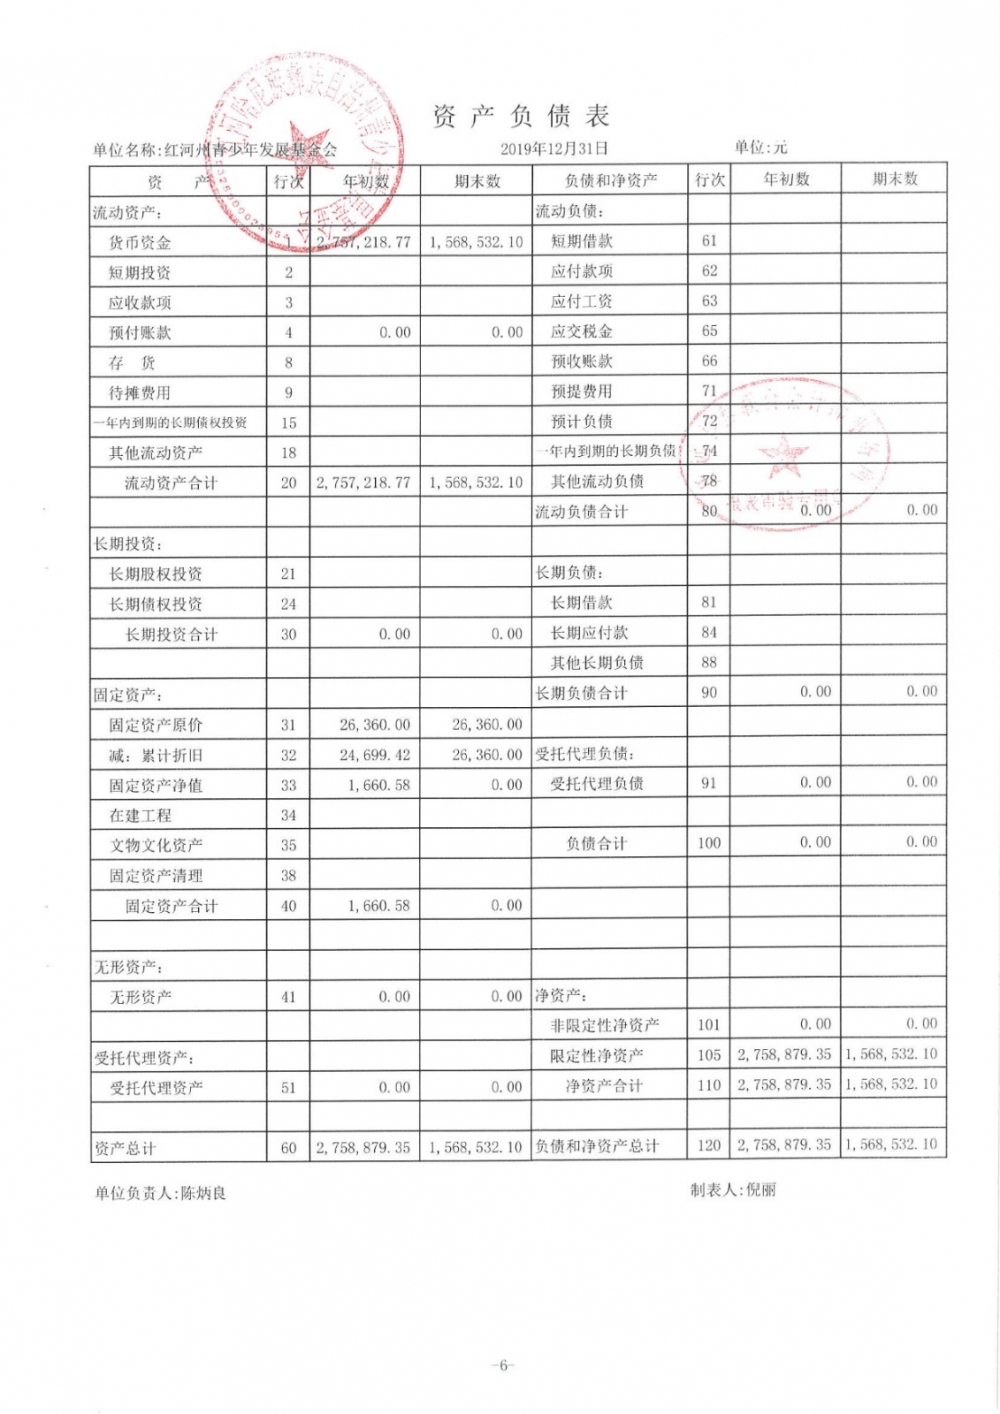 资产负债表
单位名称:红河州青少年发展基金会 2019年12月31日 单位:元
资 产 行次 年初数 期末数 负债和净资产 行次 年初数 期末数
流动资产: 流动负债:
货币资金 1 2,757,218.77 1,568,532.10 短期借款 61
短期投资 2 应付款项 62
应收款项 3 应付工资 63
预付账款 4 0.00 0.00 应交税金 65
存 货 8 预收账款 66
待摊费用 9 预提费用 71
一年内到期的长期债权投资 15 预计负债 72
其他流动资产 18 一年内到期的长期负债 74
流动资产合计 20 2,757,218.77 1,568,532.10 其他流动负债 78
流动负债合计 80 0.00 0.00
长期投资:
长期股权投资 21 长期负债:
长期债权投资 24 长期借款 81
长期投资合计 30 0.00 0.00 长期应付款 84
其他长期负债 88
固定资产: 长期负债合计 90 0.00 0.00
固定资产原价 31 26,360.00 26,360.00
减：累计折旧 32 24,699.42 26,360.00 受托代理负债:
固定资产净值 33 1,660.58 0.00 受托代理负债 91 0.00 0.00
在建工程 34
文物文化资产 35 负债合计 100 0.00 0.00
固定资产清理 38
固定资产合计 40 1,660.58 0.00
无形资产:
无形资产 41 0.00 0.00 净资产:
非限定性净资产 101 0.00 0.00
受托代理资产: 限定性净资产 105 2,758,879.35 1,568,532.10
受托代理资产 51 0.00 0.00 净资产合计 110 2,758,879.35 1,568,532.10
资产总计 60 2,758,879.35 1,568,532.10 负债和净资产总计 120 2,758,879.35 1,568,532.10
单位负责人:陈炳良 制表人:倪丽
-6-